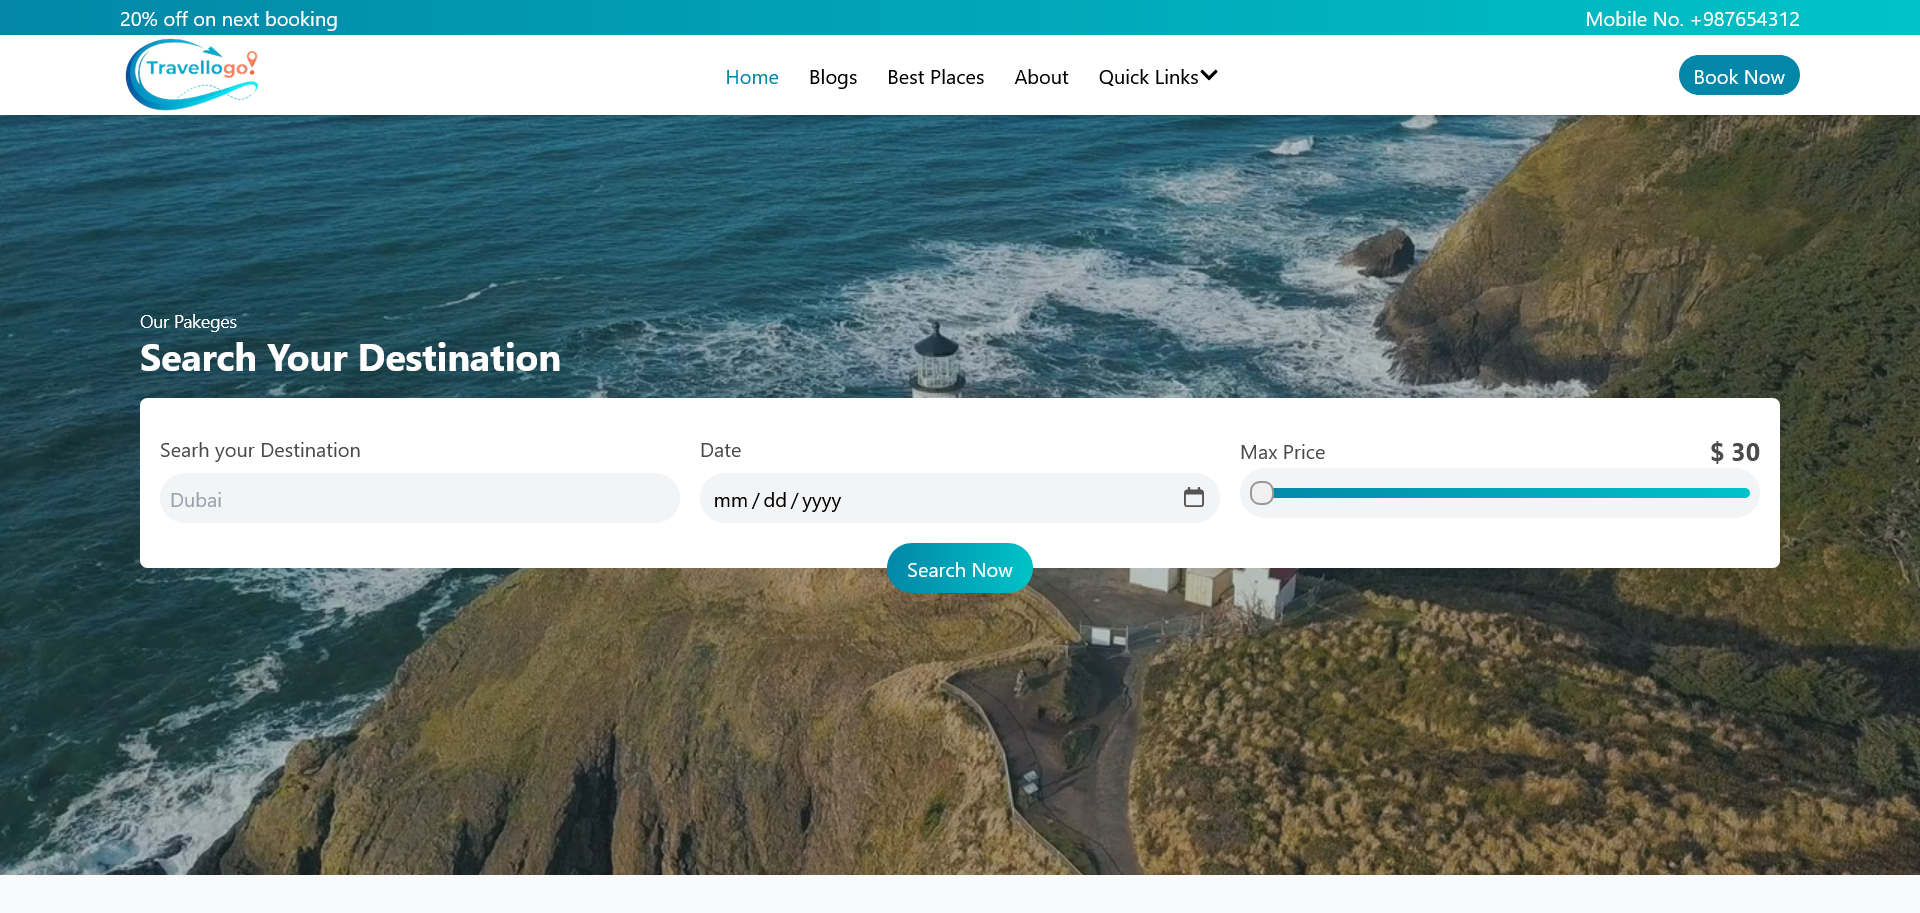 20% off on next booking
Mobile No. +987654312
Travellogo!
Home
Blogs
Best Places
About
Quick Links
Book Now
Our Pakeges
Search Your Destination
Searh your Destination
Dubai
Date
mm / dd / yyyy
Max Price
$ 30
Search Now